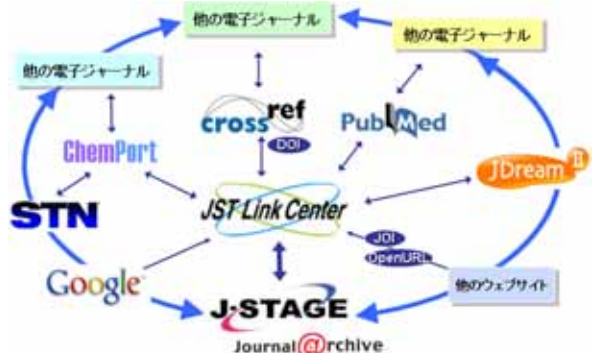 他の電子ジャーナル
他の電子ジャーナル
他の電子ジャーナル
cross ref
DOI
PubMed
ChemPort
JDream II
STN
JST Link Center
JOI
OpenURL
Google
他のウェブサイト
J-STAGE
Journal@rchive